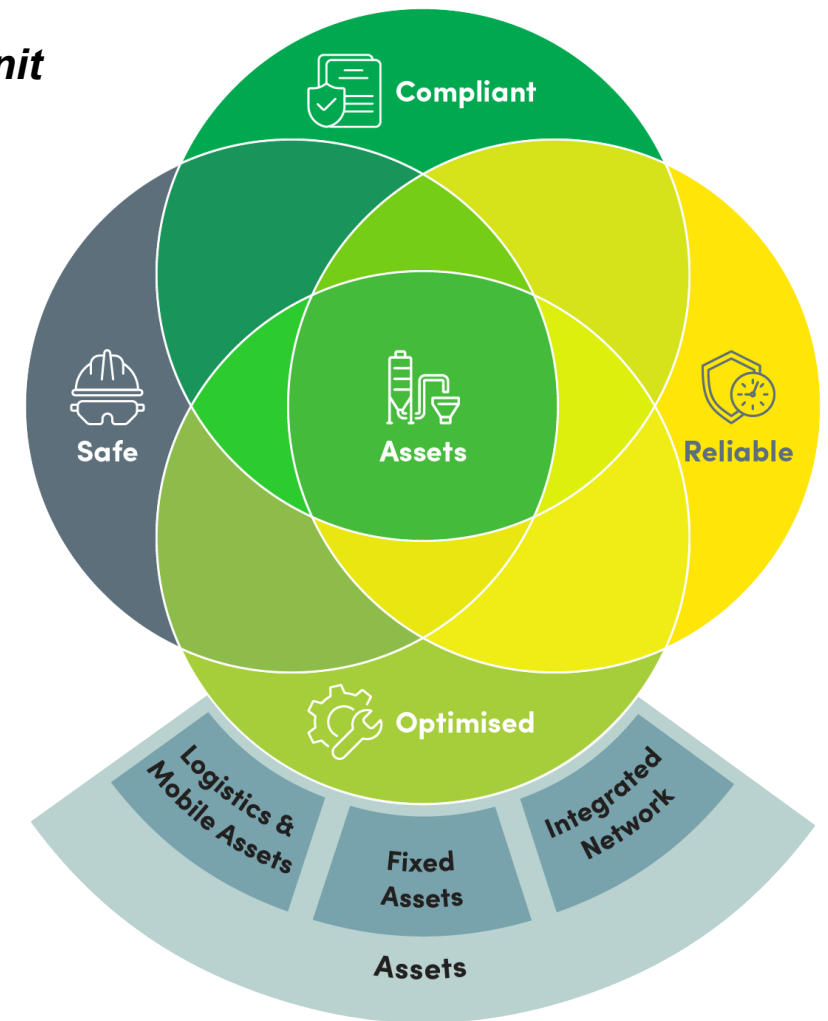 nit
Compliant
Safe
Assets
Reliable
Optimised
Logistics &
Mobile Assets
Fixed
Assets
Integrated
Network
Assets